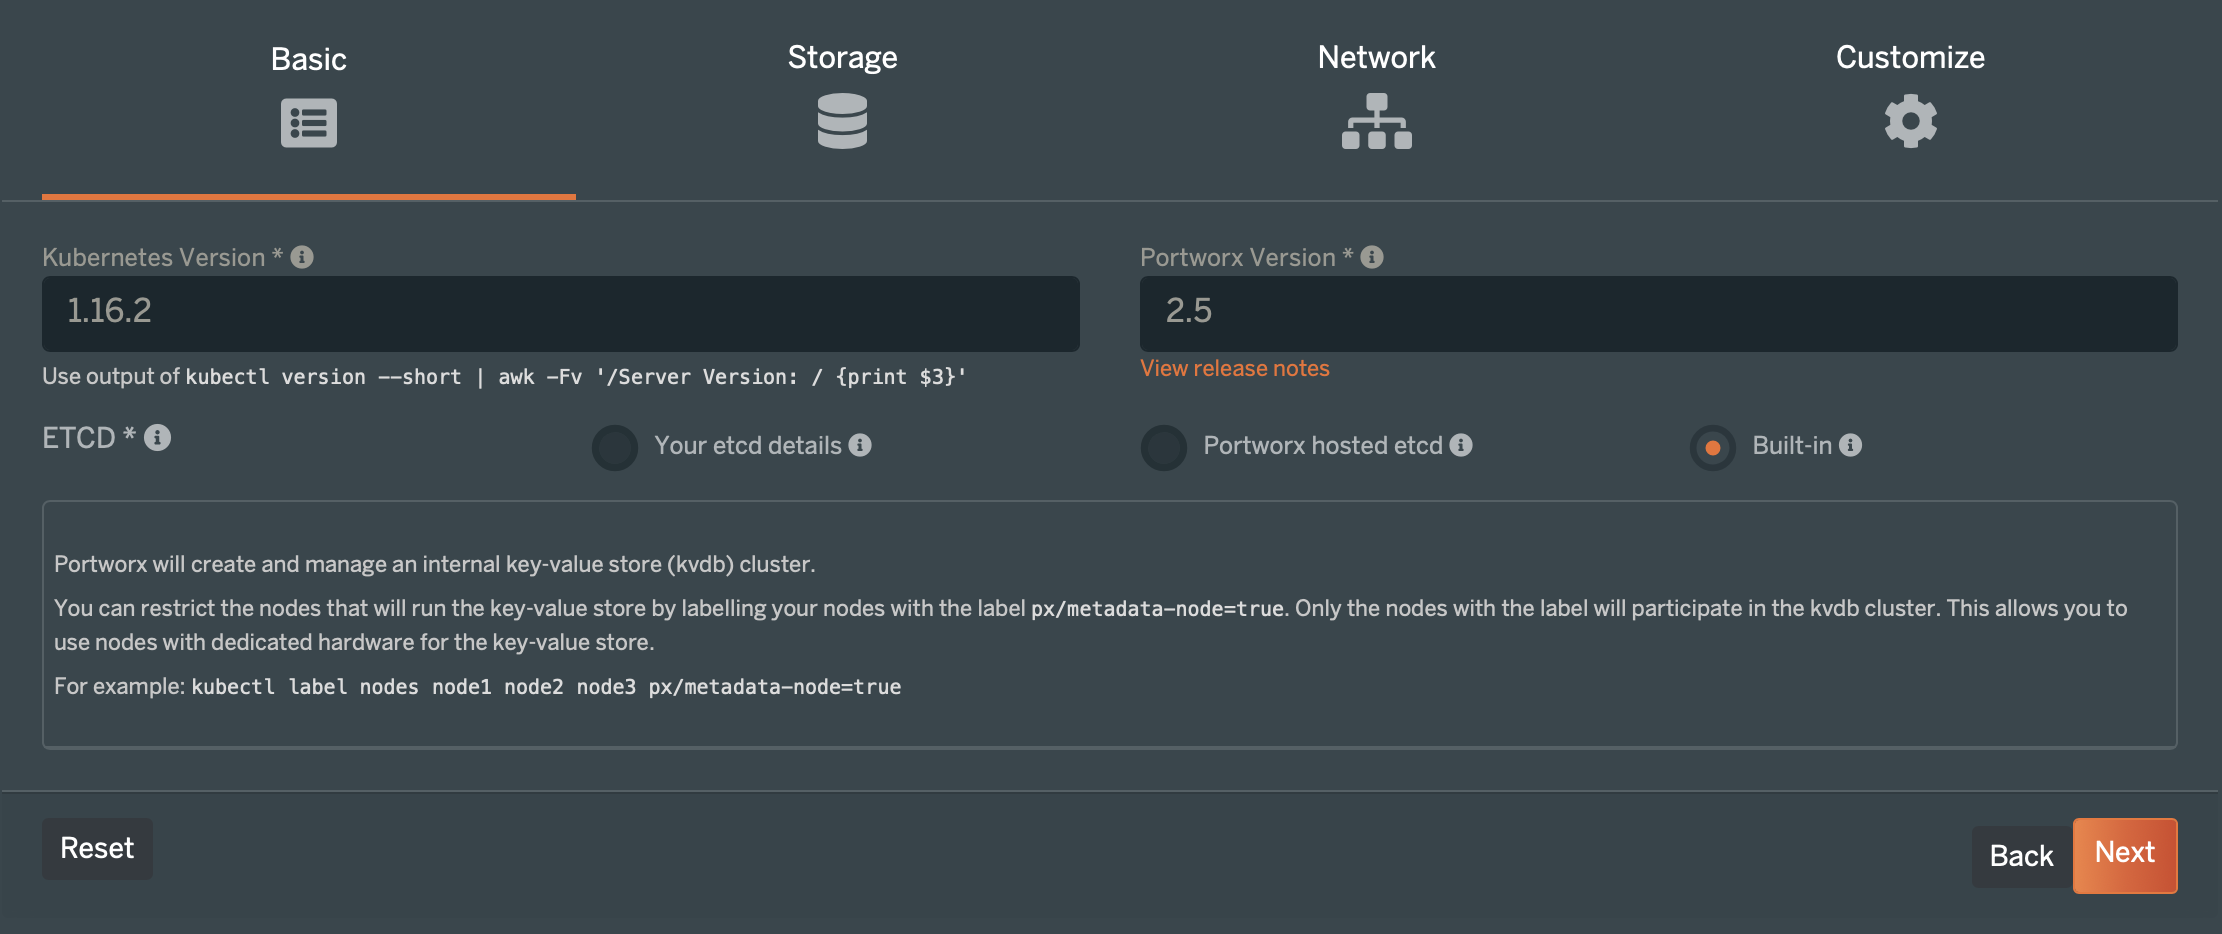 Basic
Storage
Network
Customize
Kubernetes Version *
Portworx Version *
1.16.2
2.5
Use output of kubectl version --short | awk -Fv '/Server Version: / {print $3}'
View release notes
ETCD *
Your etcd details
Portworx hosted etcd
Built-in
Portworx will create and manage an internal key-value store (kvdb) cluster.
You can restrict the nodes that will run the key-value store by labelling your nodes with the label px/metadata-node=true. Only the nodes with the label will participate in the kvdb cluster. This allows you to
use nodes with dedicated hardware for the key-value store.
For example: kubectl label nodes node1 node2 node3 px/metadata-node=true
Reset
Back
Next